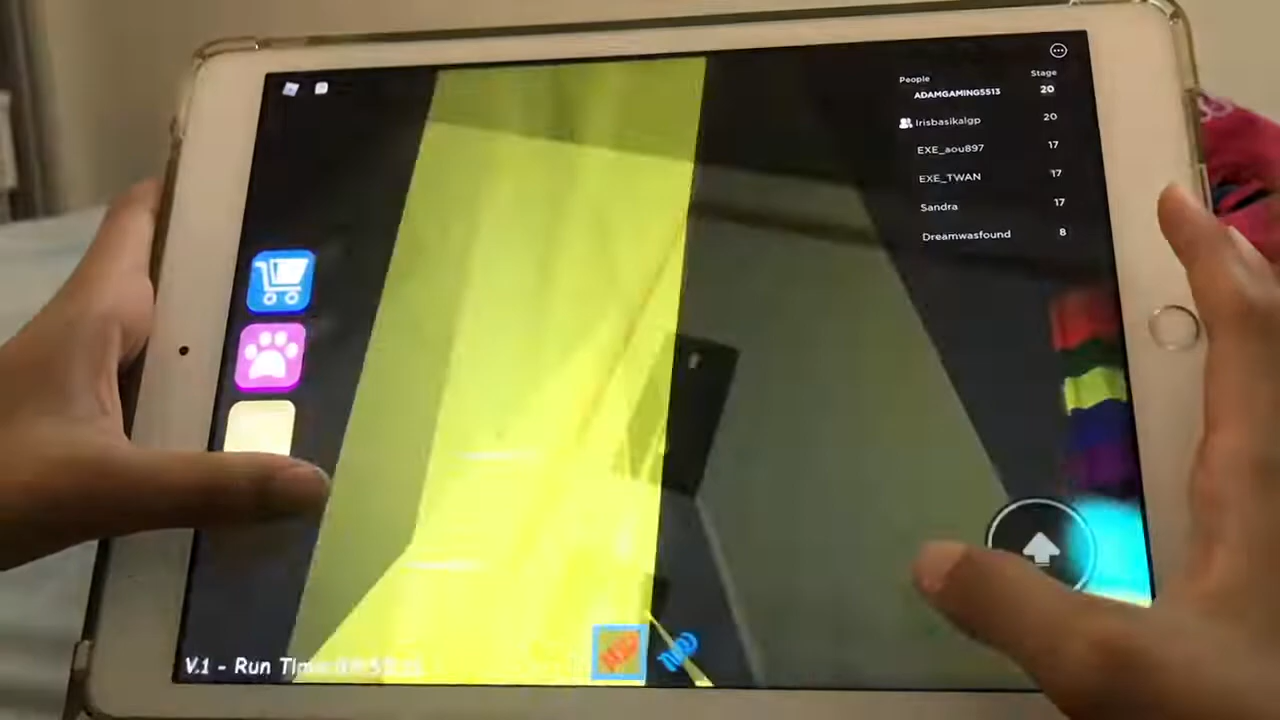 People Stage
ADAMGAMING5513 20
Irisbasikalgp 20
EXE_aou897 17
EXE_TWAN 17
Sandra 17
Dreamwasfound 8
V.1 - Run Time